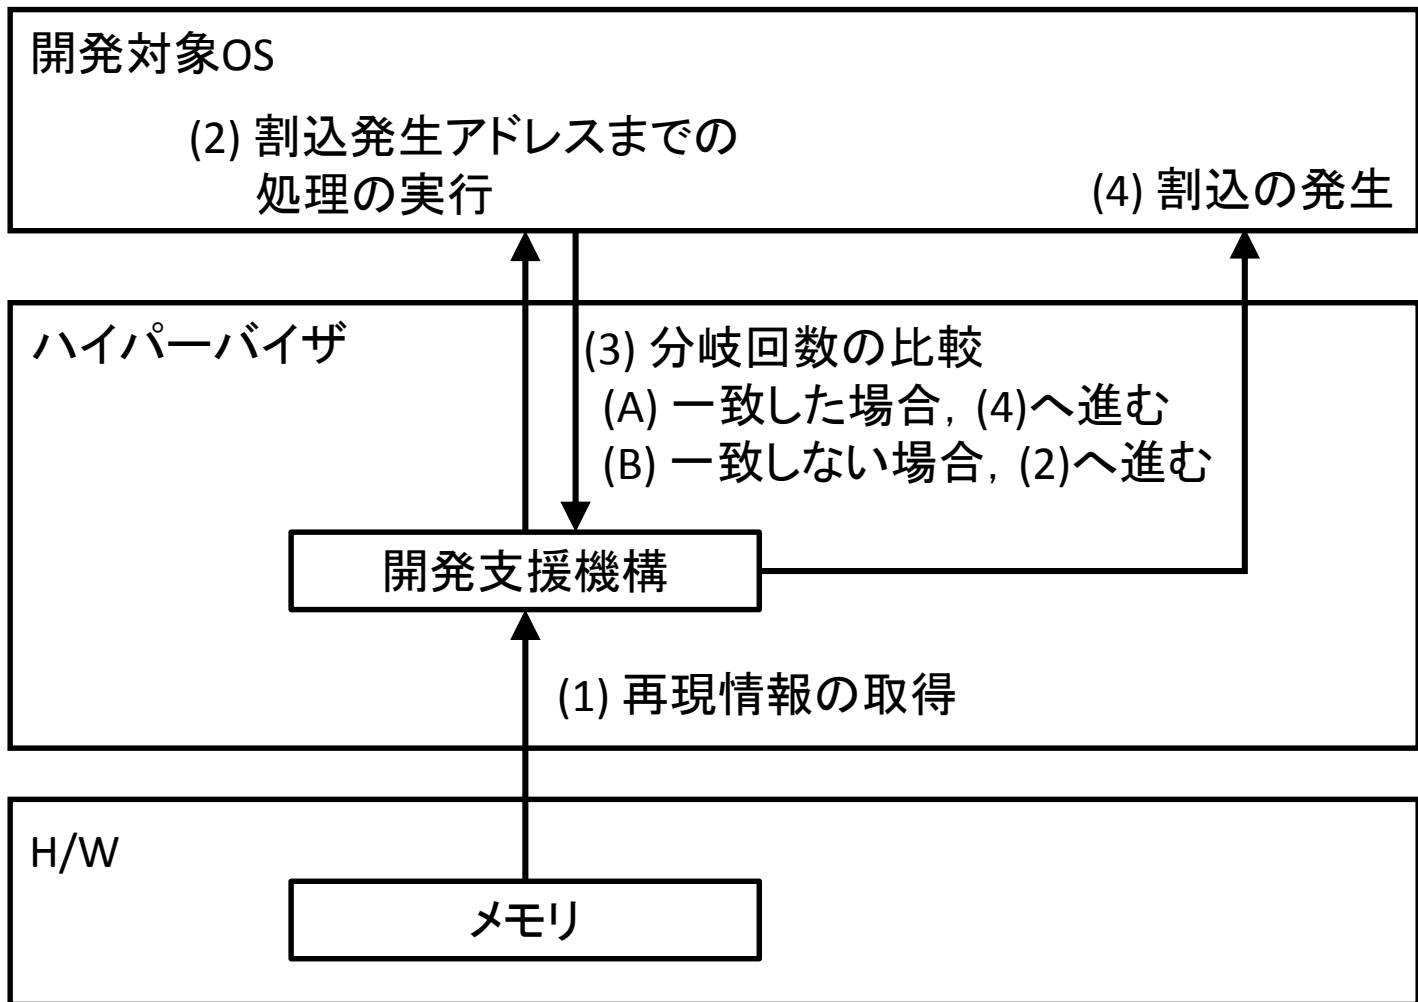 開発対象OS
(2) 割込発生アドレスまでの
処理の実行
(4) 割込の発生
ハイパーバイザ
(3) 分岐回数の比較
(A) 一致した場合，(4)へ進む
(B) 一致しない場合，(2)へ進む
開発支援機構
(1) 再現情報の取得
H/W
メモリ